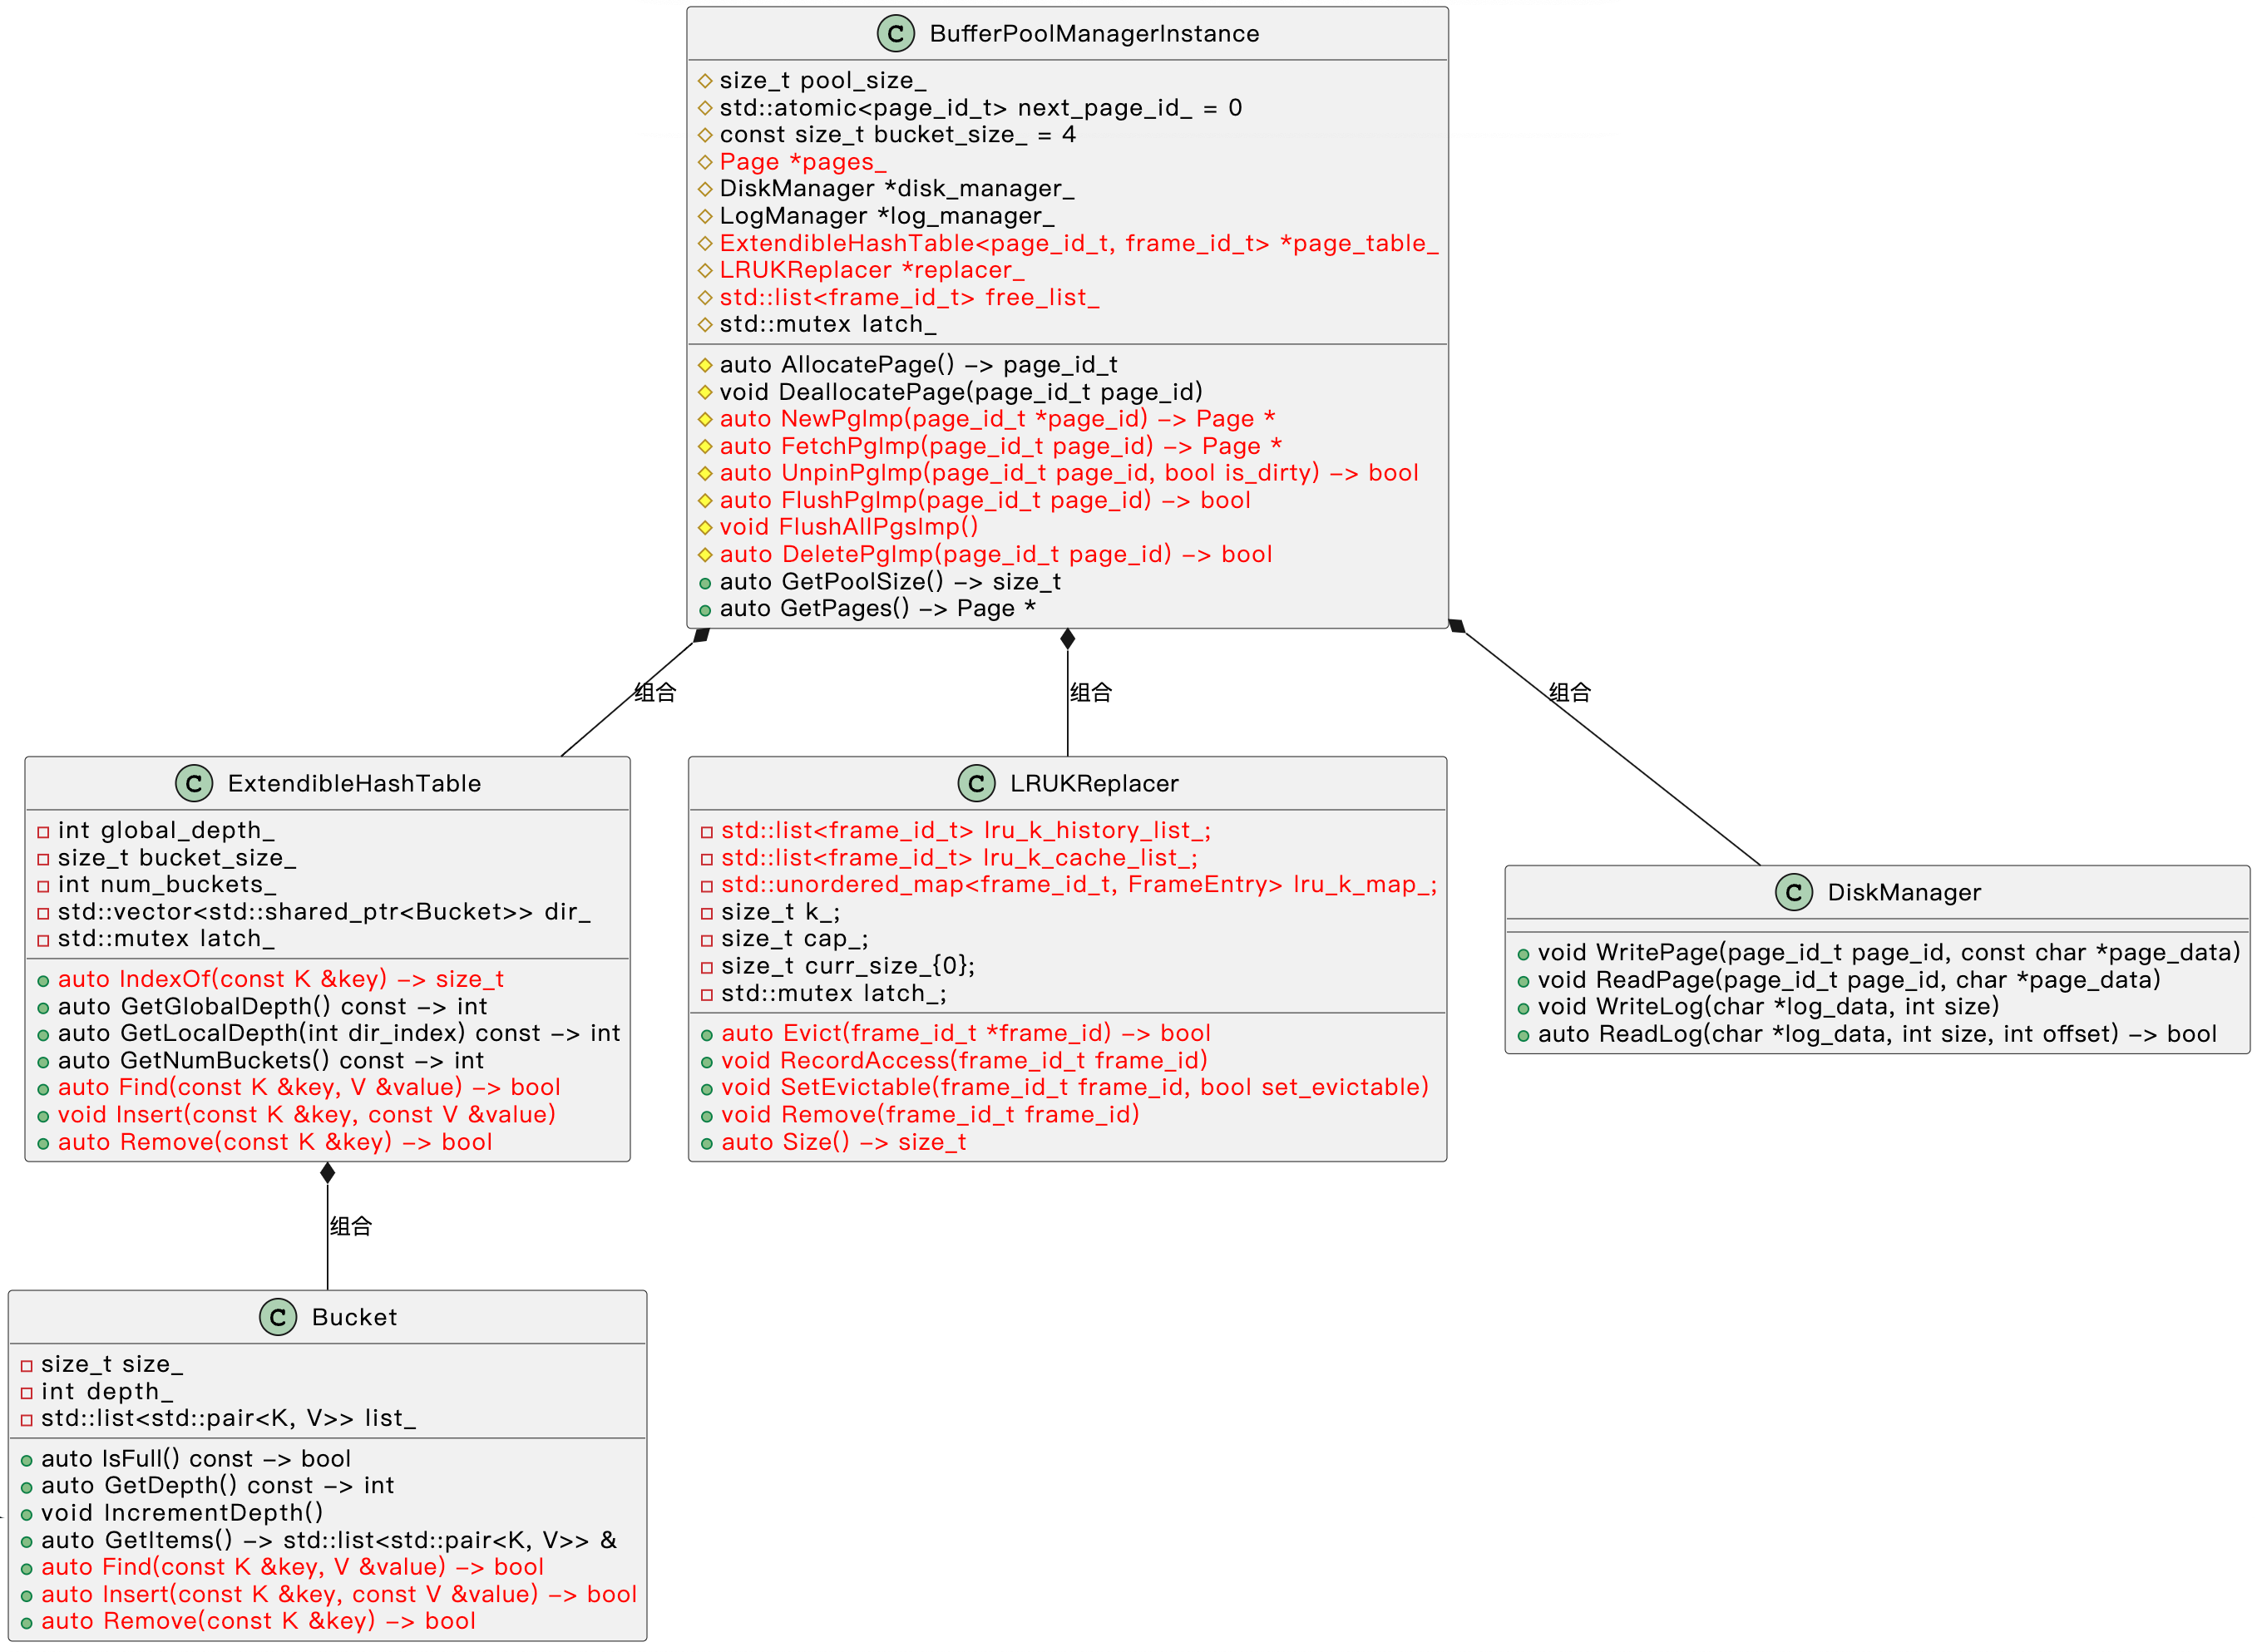 C BufferPoolManagerInstance
size_t pool_size_
std::atomic<page_id_t> next_page_id_ = 0
const size_t bucket_size_ = 4
Page *pages_
DiskManager *disk_manager_
LogManager *log_manager_
ExtendibleHashTable<page_id_t, frame_id_t> *page_table_
LRUKReplacer *replacer_
std::list<frame_id_t> free_list_
std::mutex latch_
auto AllocatePage() -> page_id_t
void DeallocatePage(page_id_t page_id)
auto NewPgImp(page_id_t *page_id) -> Page *
auto FetchPgImp(page_id_t page_id) -> Page *
auto UnpinPgImp(page_id_t page_id, bool is_dirty) -> bool
auto FlushPgImp(page_id_t page_id) -> bool
void FlushAllPgsImp()
auto DeletePgImp(page_id_t page_id) -> bool
auto GetPoolSize() -> size_t
auto GetPages() -> Page *
组合
组合
组合
C ExtendibleHashTable
int global_depth_
size_t bucket_size_
int num_buckets_
std::vector<std::shared_ptr<Bucket>> dir_
std::mutex latch_
auto IndexOf(const K &key) -> size_t
auto GetGlobalDepth() const -> int
auto GetLocalDepth(int dir_index) const -> int
auto GetNumBuckets() const -> int
auto Find(const K &key, V &value) -> bool
void Insert(const K &key, const V &value)
auto Remove(const K &key) -> bool
C LRUKReplacer
std::list<frame_id_t> lru_k_history_list_;
std::list<frame_id_t> lru_k_cache_list_;
std::unordered_map<frame_id_t, FrameEntry> lru_k_map_;
size_t k_;
size_t cap_;
size_t curr_size_{0};
std::mutex latch_;
auto Evict(frame_id_t *frame_id) -> bool
void RecordAccess(frame_id_t frame_id)
void SetEvictable(frame_id_t frame_id, bool set_evictable)
void Remove(frame_id_t frame_id)
auto Size() -> size_t
C DiskManager
void WritePage(page_id_t page_id, const char *page_data)
void ReadPage(page_id_t page_id, char *page_data)
void WriteLog(char *log_data, int size)
auto ReadLog(char *log_data, int size, int offset) -> bool
组合
C Bucket
size_t size_
int depth_
std::list<std::pair<K, V>> list_
auto IsFull() const -> bool
auto GetDepth() const -> int
void IncrementDepth()
auto GetItems() -> std::list<std::pair<K, V>> &
auto Find(const K &key, V &value) -> bool
auto Insert(const K &key, const V &value) -> bool
auto Remove(const K &key) -> bool